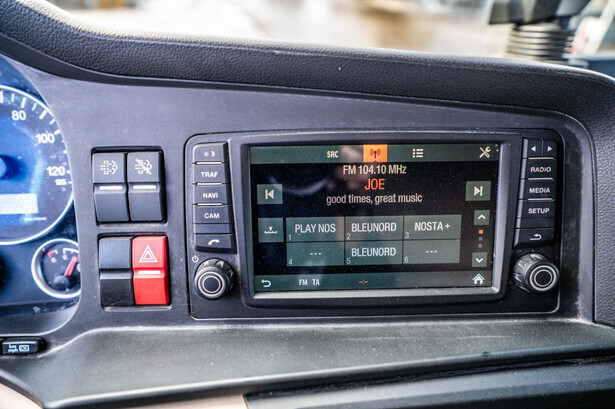 80
100
120
TRAF
NAVI
CAM
SRC
FM 104.10 MHz
JOE
good times, great music
1 PLAY NOS
2 BLEUNORD
3 NOSTA +
4 ---
5 BLEUNORD
6 ---
FM TA
RADIO
MEDIA
SETUP